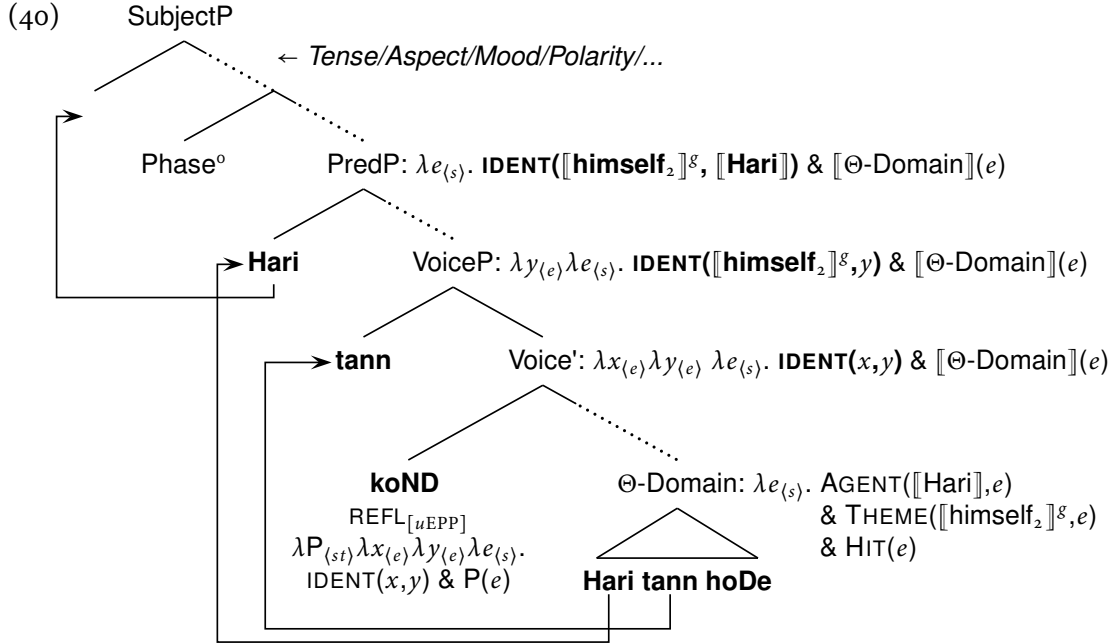 (40) SubjectP
← Tense/Aspect/Mood/Polarity/...
Phase⁰ PredP: λe⟨s⟩. IDENT(⟦himself₂⟧ᵍ, ⟦Hari⟧) & ⟦Θ-Domain⟧(e)
Hari VoiceP: λy⟨e⟩λe⟨s⟩. IDENT(⟦himself₂⟧ᵍ,y) & ⟦Θ-Domain⟧(e)
tann Voice': λx⟨e⟩λy⟨e⟩ λe⟨s⟩. IDENT(x,y) & ⟦Θ-Domain⟧(e)
koND Θ-Domain: λe⟨s⟩. AGENT(⟦Hari⟧,e)
REFL[uEPP] & THEME(⟦himself₂⟧ᵍ,e)
λP⟨st⟩λx⟨e⟩λy⟨e⟩λe⟨s⟩. & HIT(e)
IDENT(x,y) & P(e) Hari tann hoDe